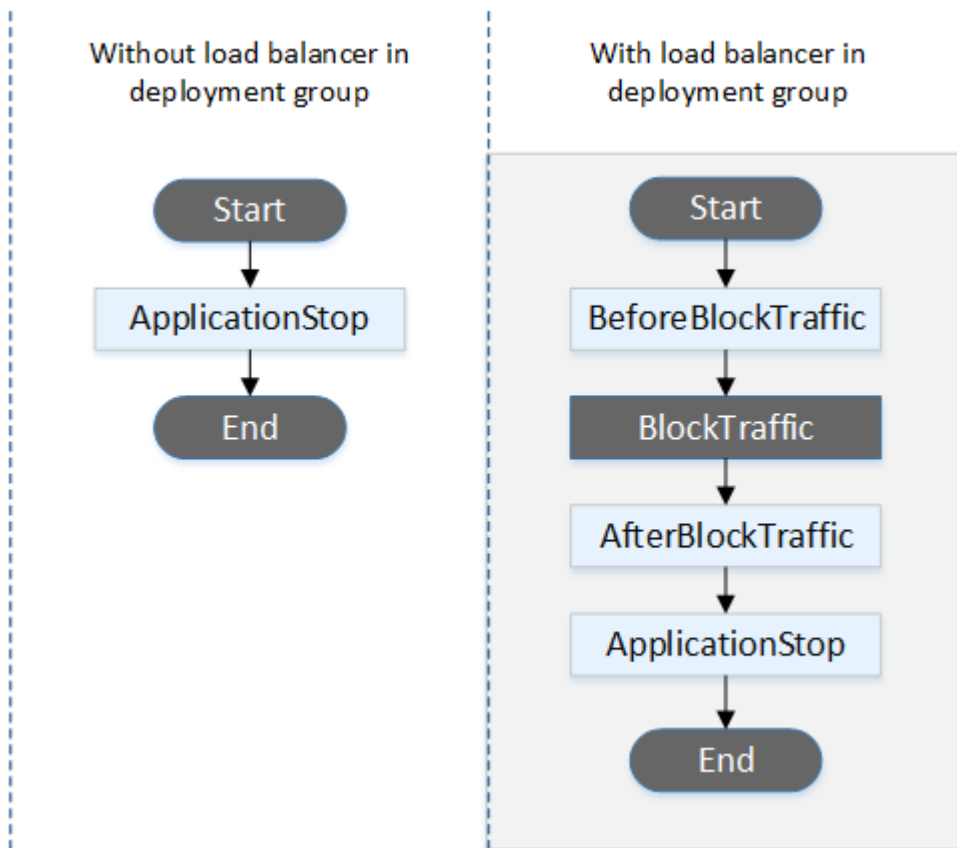 Without load balancer in
deployment group
Start
ApplicationStop
End
With load balancer in
deployment group
Start
BeforeBlockTraffic
BlockTraffic
AfterBlockTraffic
ApplicationStop
End